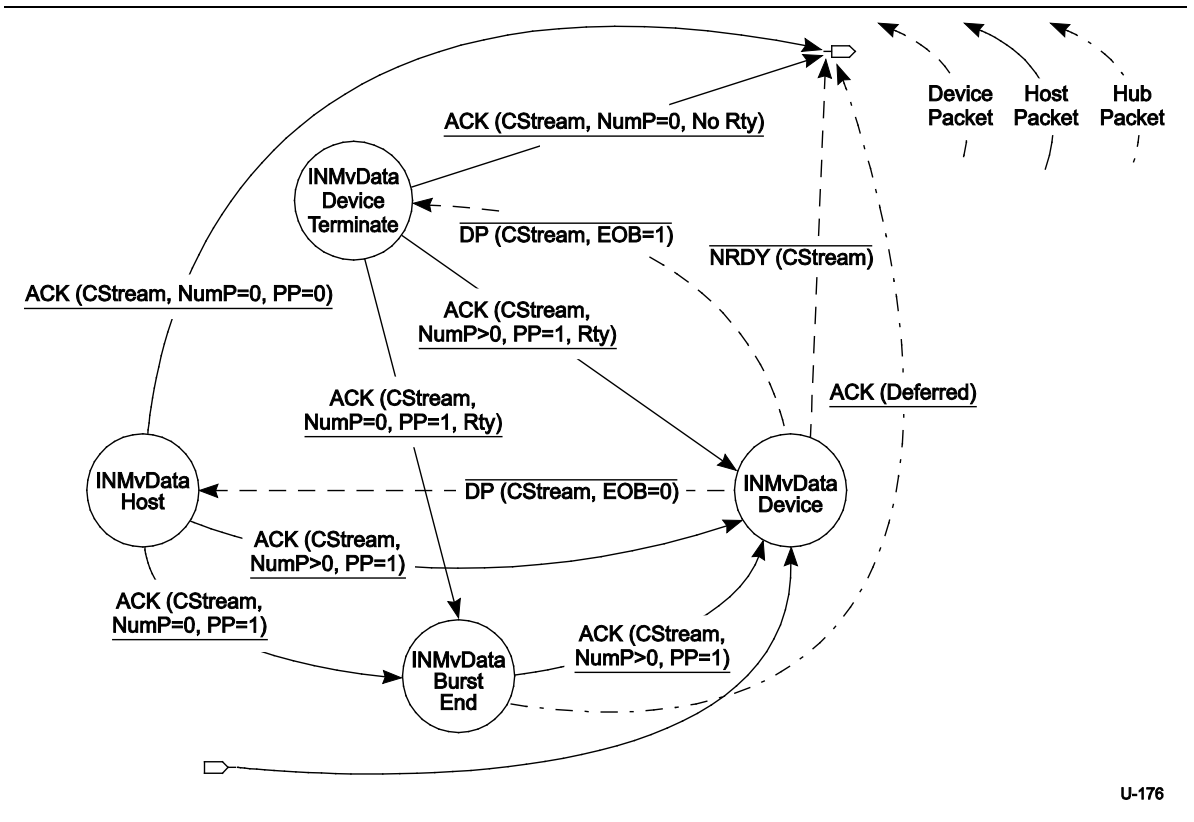 Device
Packet
Host
Packet
Hub
Packet
ACK (CStream, NumP=0, No Rty)
INMvData
Device
Terminate
DP (CStream, EOB=1)
NRDY (CStream)
ACK (CStream, NumP=0, PP=0)
ACK (CStream,
NumP>0, PP=1, Rty)
ACK (CStream,
NumP=0, PP=1, Rty)
ACK (Deferred)
INMvData
Host
DP (CStream, EOB=0)
INMvData
Device
ACK (CStream,
NumP>0, PP=1)
ACK (CStream,
NumP=0, PP=1)
INMvData
Burst
End
ACK (CStream,
NumP>0, PP=1)
U-176